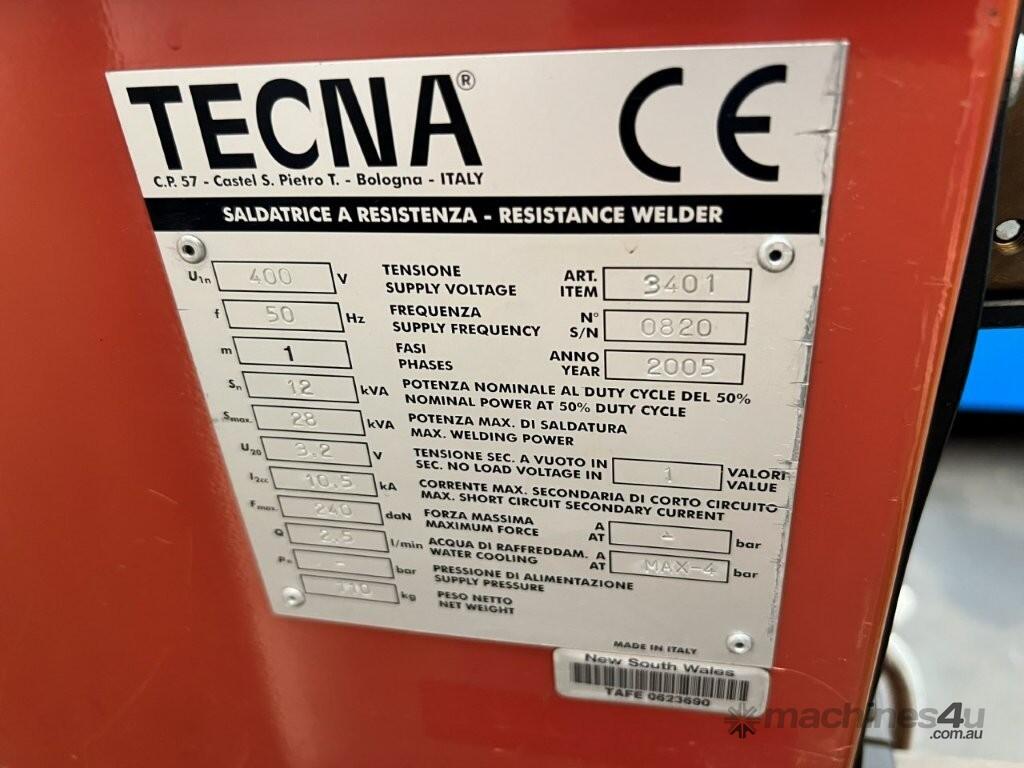 TECNA®
CE
C.P. 57 - Castel S. Pietro T. - Bologna - ITALY
SALDATRICE A RESISTENZA - RESISTANCE WELDER
U1n 400 V TENSIONE SUPPLY VOLTAGE ART. ITEM 3401
f 50 Hz FREQUENZA SUPPLY FREQUENCY N° S/N 0820
m 1 FASI PHASES ANNO YEAR 2005
Sn 12 kVA POTENZA NOMINALE AL DUTY CYCLE DEL 50% NOMINAL POWER AT 50% DUTY CYCLE
Smax. 28 kVA POTENZA MAX. DI SALDATURA MAX. WELDING POWER
U20 3.2 V TENSIONE SEC. A VUOTO IN SEC. NO LOAD VOLTAGE IN 1 VALORI VALUE
I2cc 10.5 kA CORRENTE MAX. SECONDARIA DI CORTO CIRCUITO MAX. SHORT CIRCUIT SECONDARY CURRENT
Fmax. 240 daN FORZA MASSIMA MAXIMUM FORCE A AT - bar
Q 2.5 l/min ACQUA DI RAFFREDDAM. WATER COOLING A AT MAX-4 bar
- bar PRESSIONE DI ALIMENTAZIONE SUPPLY PRESSURE
kg PESO NETTO NET WEIGHT
MADE IN ITALY
New South Wales
TAFE 0623690
machines4u
.com.au